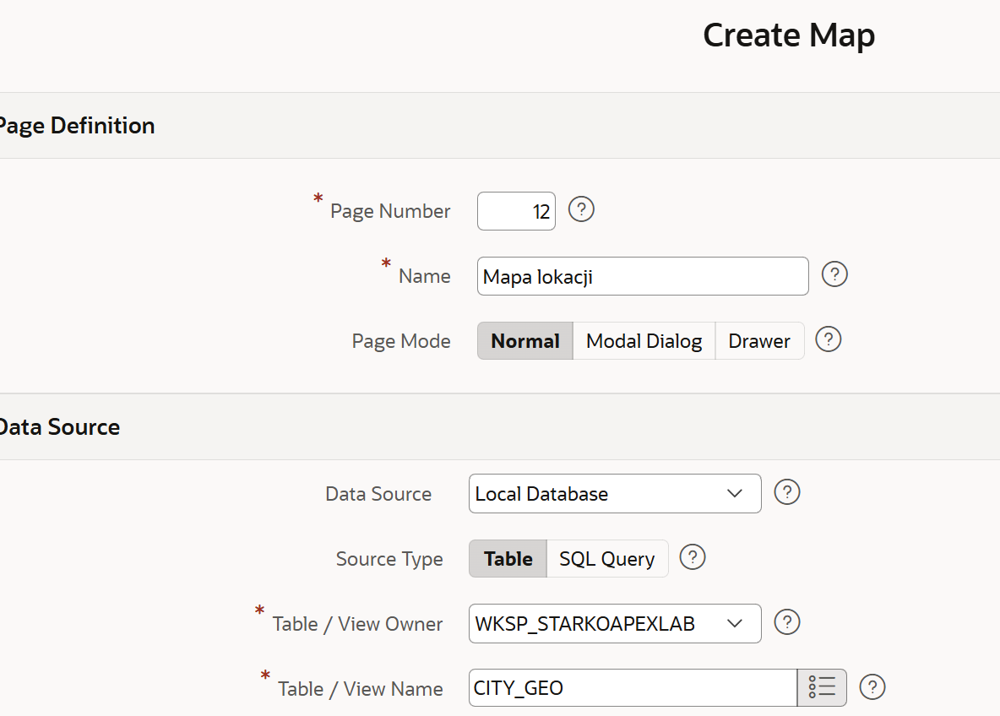 Create Map
Page Definition
* Page Number 12 ?
* Name Mapa lokacji ?
Page Mode Normal Modal Dialog Drawer ?
Data Source
Data Source Local Database ?
Source Type Table SQL Query ?
* Table / View Owner WKSP_STARKOAPEXLAB ?
* Table / View Name CITY_GEO ?